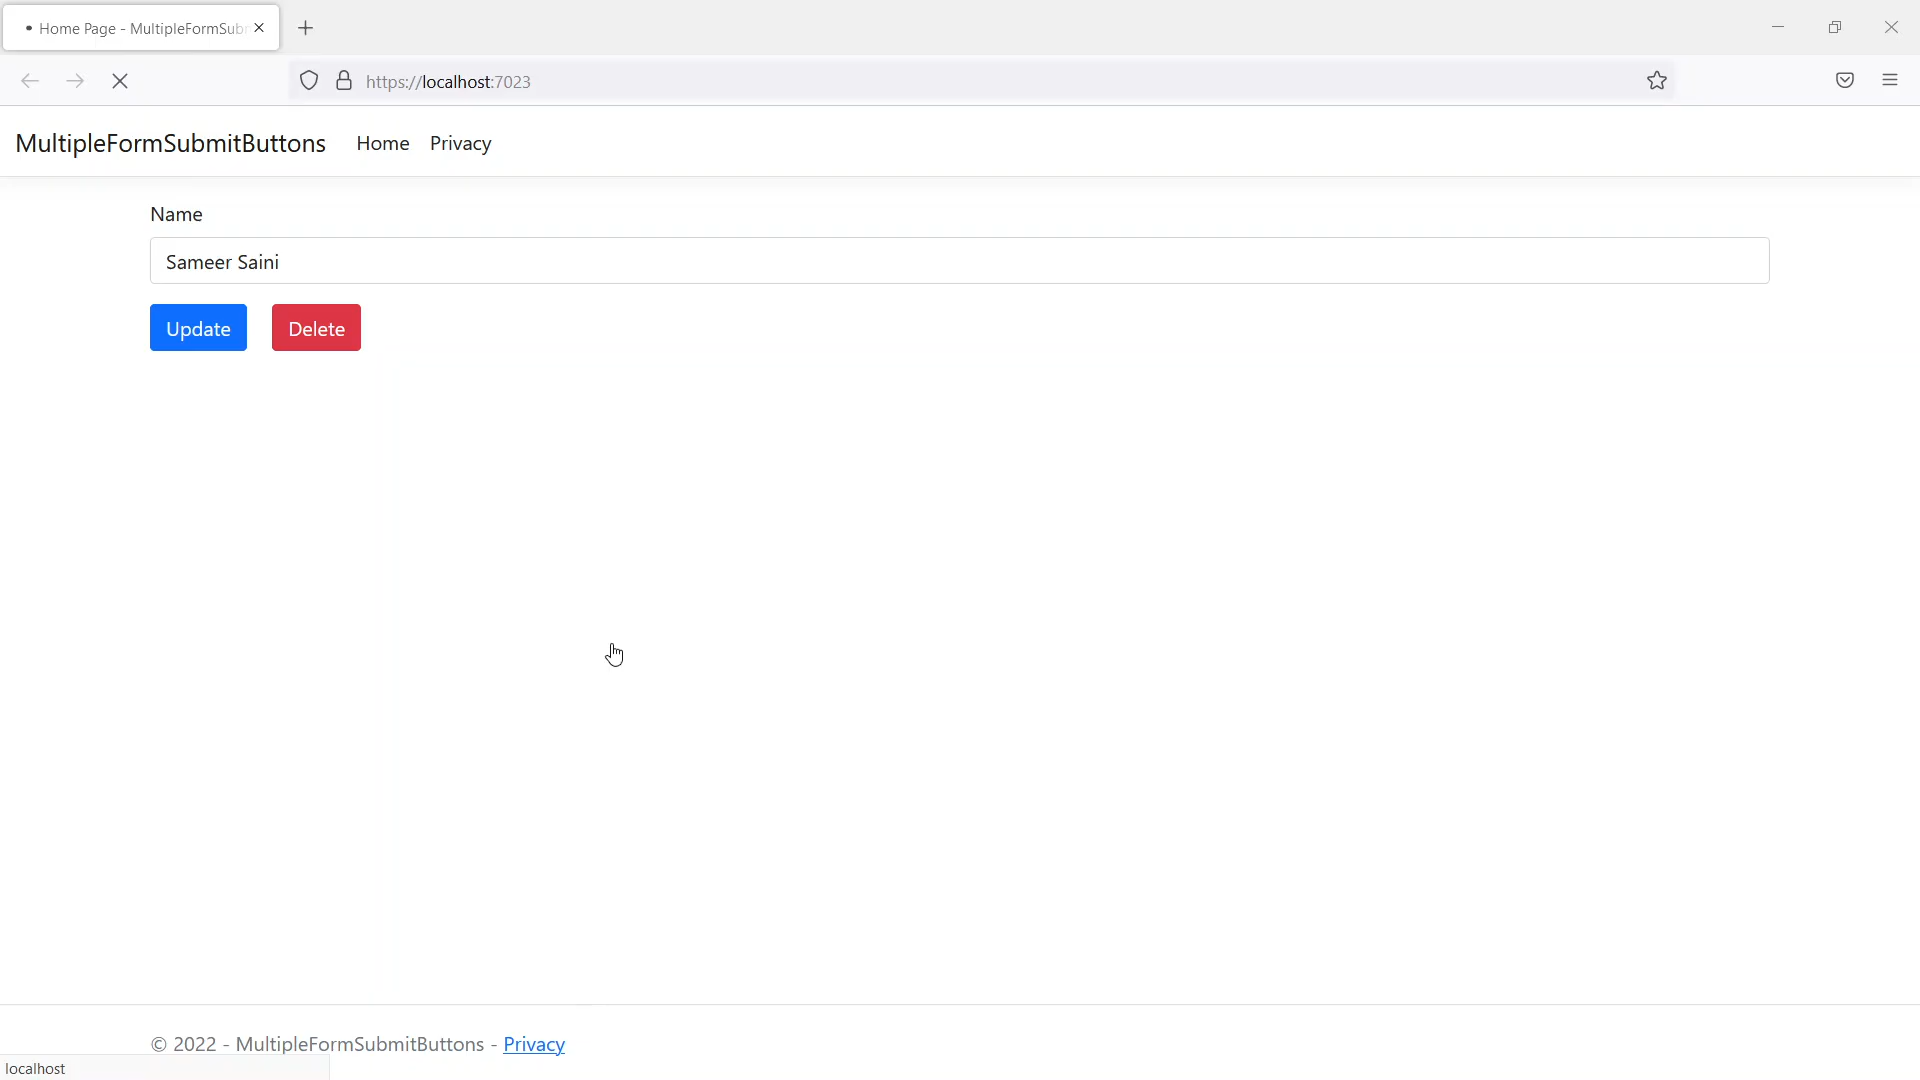 Home Page - MultipleFormSub
https://localhost:7023
MultipleFormSubmitButtons Home Privacy
Name
Sameer Saini
Update Delete
© 2022 - MultipleFormSubmitButtons - Privacy
localhost